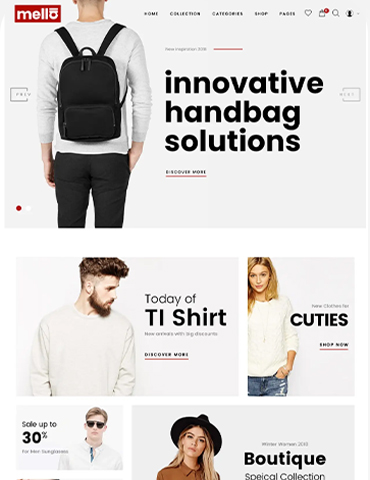 mello
HOME COLLECTION CATEGORIES SHOP PAGES
New Inspiration 2019
innovative
handbag
solutions
PREV
NEXT
DISCOVER MORE
Today of
TI Shirt
New arrivals with big discounts
DISCOVER MORE
New Clothes for
CUTIES
SHOP NOW
Sale up to
30%
For Men Sunglasses
Winter Women 2019
Boutique
Speical Collection